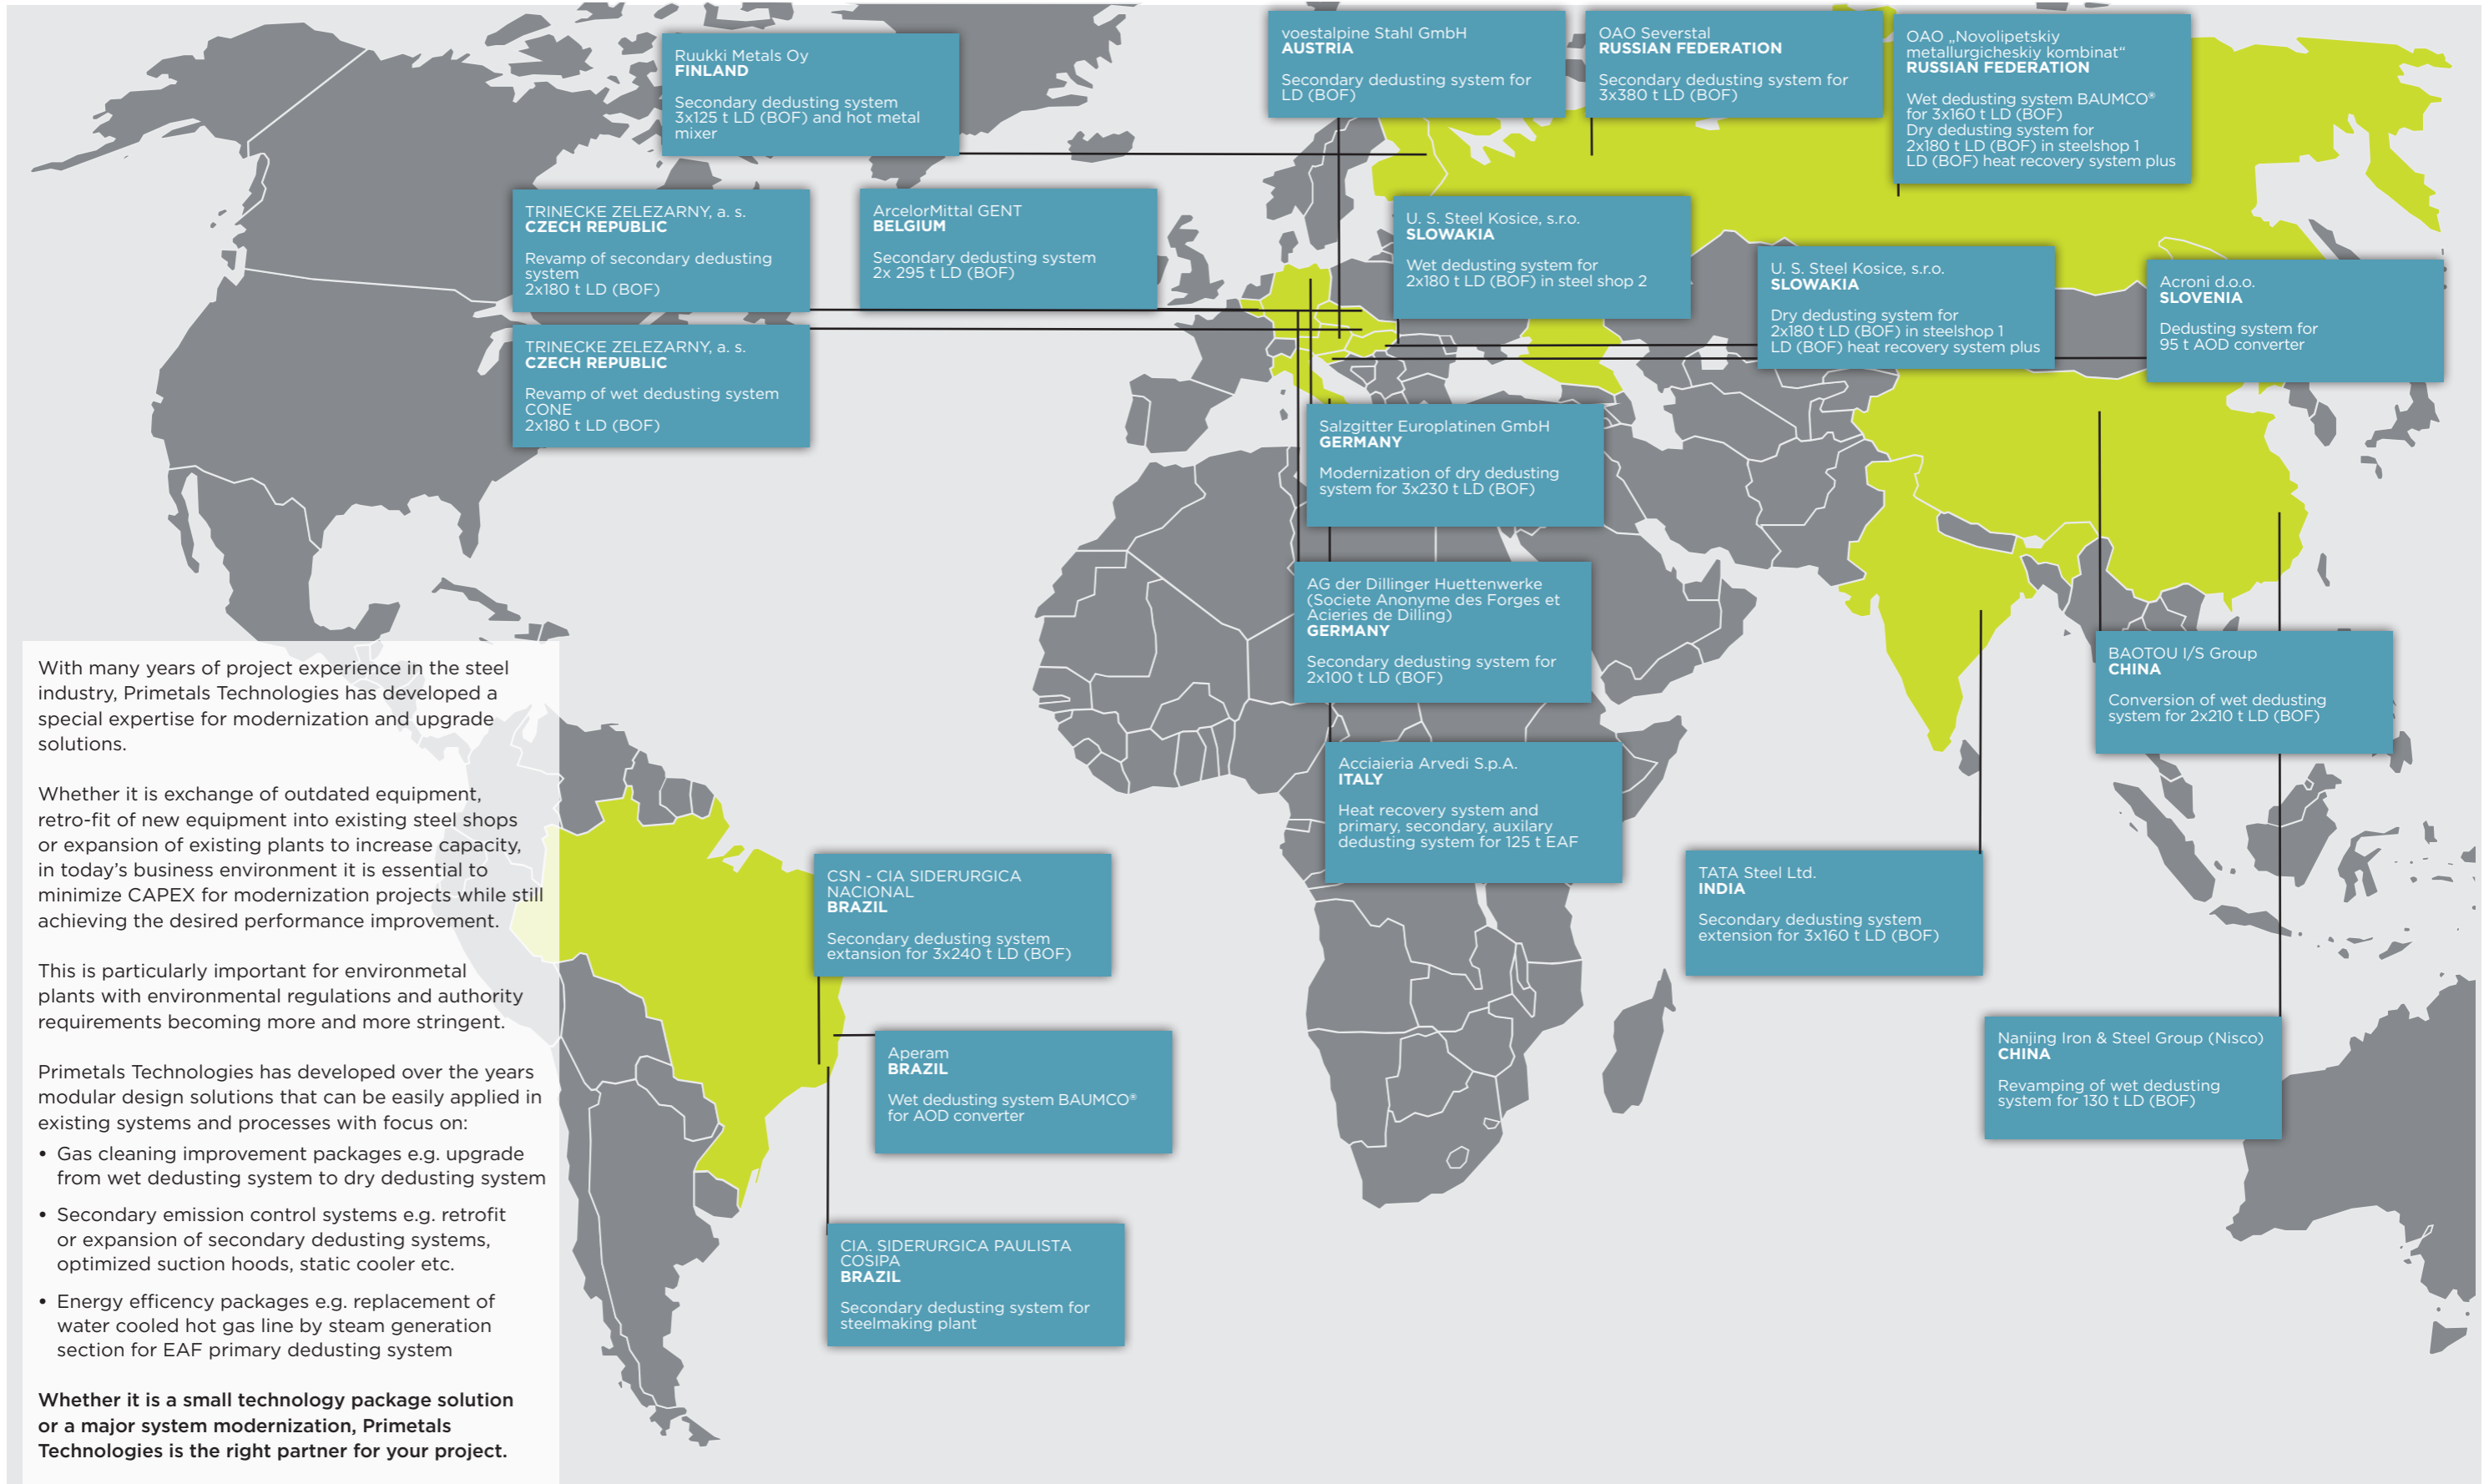 Ruukki Metals Oy
FINLAND
Secondary dedusting system
3x125 t LD (BOF) and hot metal
mixer
voestalpine Stahl GmbH
AUSTRIA
Secondary dedusting system for
LD (BOF)
OAO Severstal
RUSSIAN FEDERATION
Secondary dedusting system for
3x380 t LD (BOF)
OAO „Novolipetskiy
metallurgicheskiy kombinat“
RUSSIAN FEDERATION
Wet dedusting system BAUMCO®
for 3x160 t LD (BOF)
Dry dedusting system for
2x180 t LD (BOF) in steelshop 1
LD (BOF) heat recovery system plus
TRINECKE ZELEZARNY, a. s.
CZECH REPUBLIC
Revamp of secondary dedusting
system
2x180 t LD (BOF)
ArcelorMittal GENT
BELGIUM
Secondary dedusting system
2x 295 t LD (BOF)
U. S. Steel Kosice, s.r.o.
SLOWAKIA
Wet dedusting system for
2x180 t LD (BOF) in steel shop 2
U. S. Steel Kosice, s.r.o.
SLOWAKIA
Dry dedusting system for
2x180 t LD (BOF) in steelshop 1
LD (BOF) heat recovery system plus
Acroni d.o.o.
SLOVENIA
Dedusting system for
95 t AOD converter
TRINECKE ZELEZARNY, a. s.
CZECH REPUBLIC
Revamp of wet dedusting system
CONE
2x180 t LD (BOF)
Salzgitter Europlatinen GmbH
GERMANY
Modernization of dry dedusting
system for 3x230 t LD (BOF)
AG der Dillinger Huettenwerke
(Societe Anonyme des Forges et
Acieries de Dilling)
GERMANY
Secondary dedusting system for
2x100 t LD (BOF)
BAOTOU I/S Group
CHINA
Conversion of wet dedusting
system for 2x210 t LD (BOF)
Acciaieria Arvedi S.p.A.
ITALY
Heat recovery system and
primary, secondary, auxilary
dedusting system for 125 t EAF
CSN - CIA SIDERURGICA
NACIONAL
BRAZIL
Secondary dedusting system
extansion for 3x240 t LD (BOF)
TATA Steel Ltd.
INDIA
Secondary dedusting system
extension for 3x160 t LD (BOF)
Aperam
BRAZIL
Wet dedusting system BAUMCO®
for AOD converter
Nanjing Iron & Steel Group (Nisco)
CHINA
Revamping of wet dedusting
system for 130 t LD (BOF)
CIA. SIDERURGICA PAULISTA
COSIPA
BRAZIL
Secondary dedusting system for
steelmaking plant
With many years of project experience in the steel
industry, Primetals Technologies has developed a
special expertise for modernization and upgrade
solutions.
Whether it is exchange of outdated equipment,
retro-fit of new equipment into existing steel shops
or expansion of existing plants to increase capacity,
in today’s business environment it is essential to
minimize CAPEX for modernization projects while still
achieving the desired performance improvement.
This is particularly important for environmetal
plants with environmental regulations and authority
requirements becoming more and more stringent.
Primetals Technologies has developed over the years
modular design solutions that can be easily applied in
existing systems and processes with focus on:
• Gas cleaning improvement packages e.g. upgrade
from wet dedusting system to dry dedusting system
• Secondary emission control systems e.g. retrofit
or expansion of secondary dedusting systems,
optimized suction hoods, static cooler etc.
• Energy efficency packages e.g. replacement of
water cooled hot gas line by steam generation
section for EAF primary dedusting system
Whether it is a small technology package solution
or a major system modernization, Primetals
Technologies is the right partner for your project.